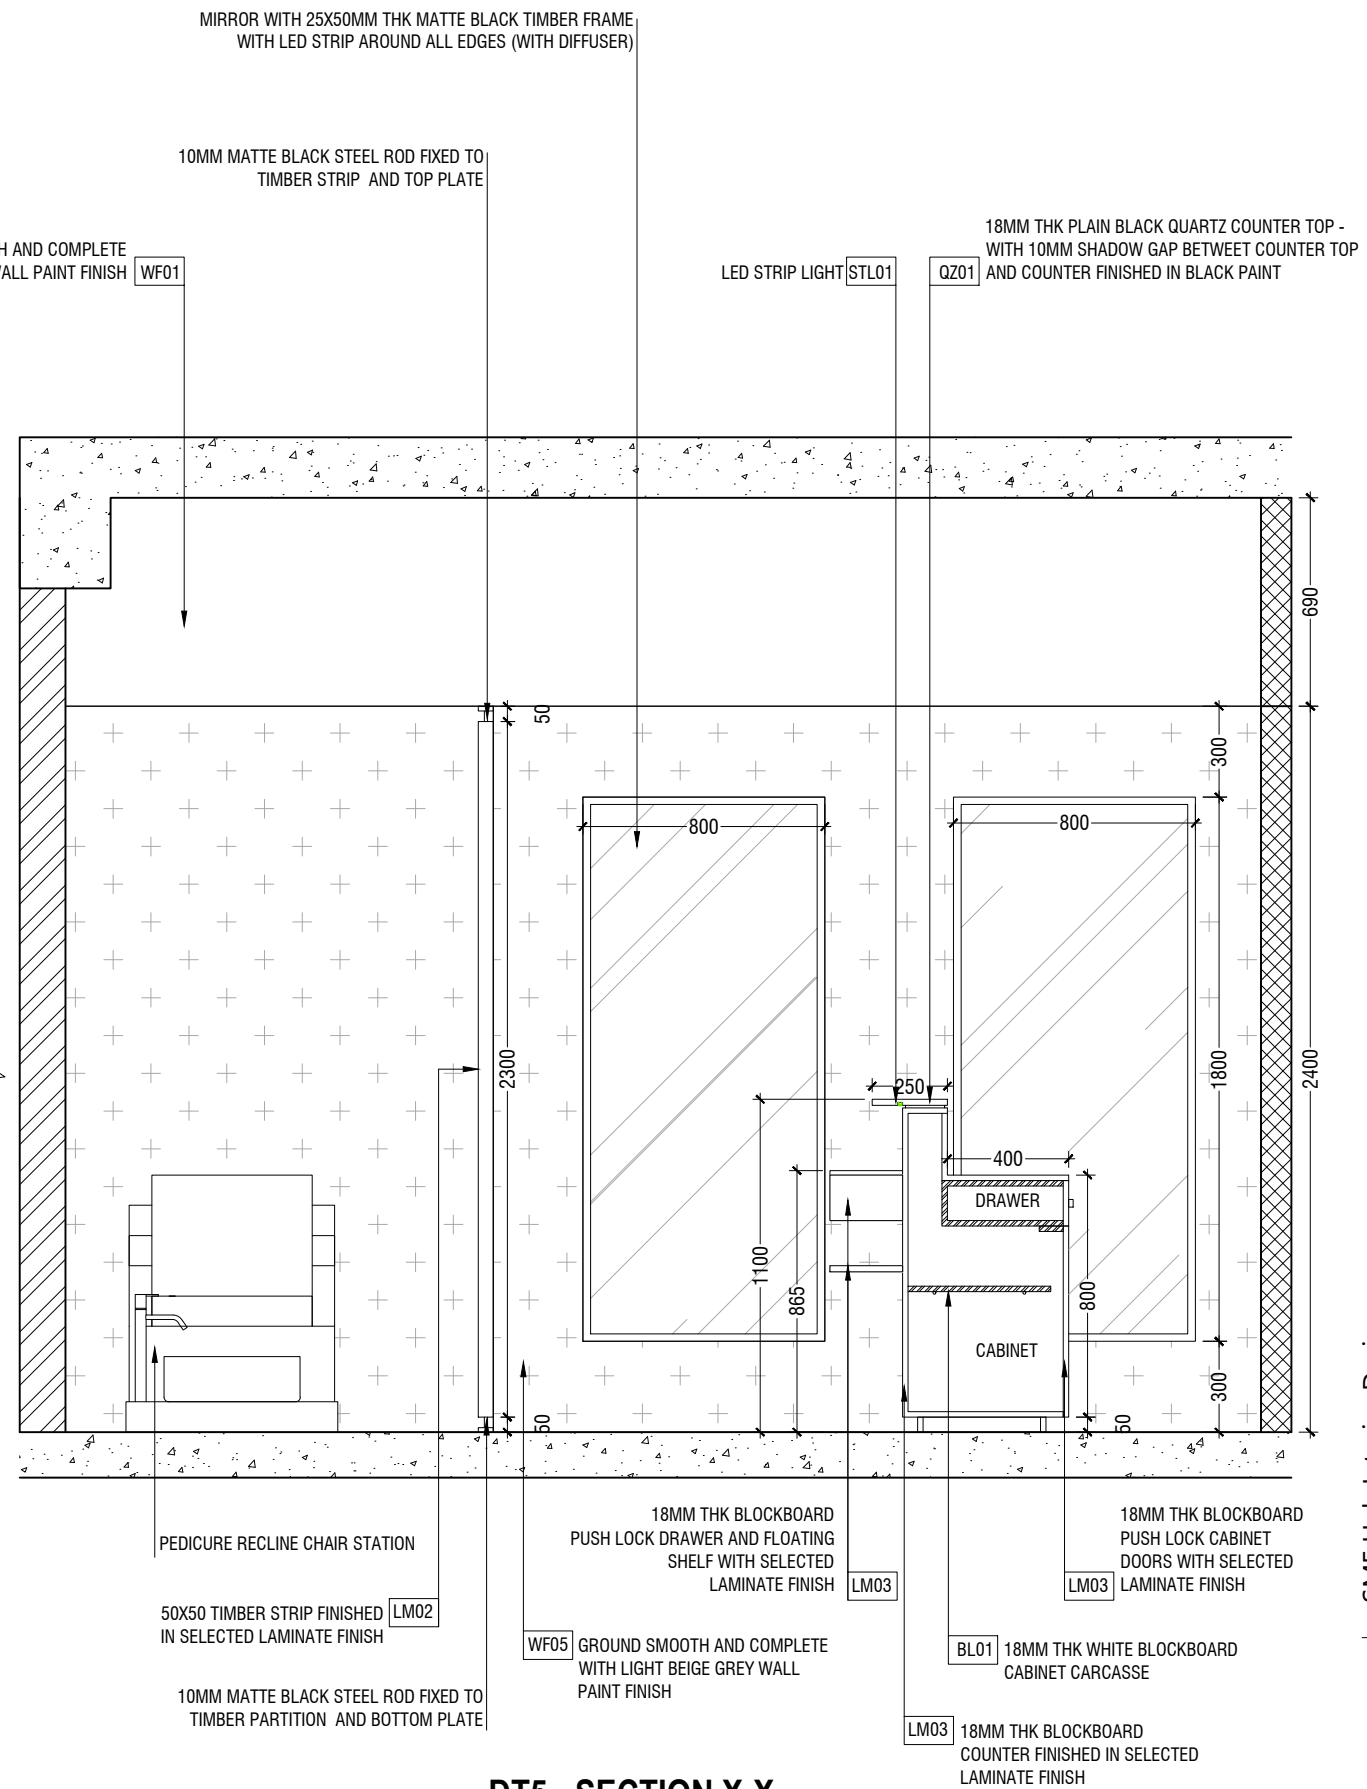 MIRROR WITH 25X50MM THK MATTE BLACK TIMBER FRAME
WITH LED STRIP AROUND ALL EDGES (WITH DIFFUSER)
10MM MATTE BLACK STEEL ROD FIXED TO
TIMBER STRIP AND TOP PLATE
AND COMPLETE
WALL PAINT FINISH WF01
LED STRIP LIGHT STL01
QZ01
18MM THK PLAIN BLACK QUARTZ COUNTER TOP -
WITH 10MM SHADOW GAP BETWEET COUNTER TOP
AND COUNTER FINISHED IN BLACK PAINT
690
50
300
800
800
2300
1800
2400
250
400
DRAWER
1100
865
800
CABINET
300
50
50
PEDICURE RECLINE CHAIR STATION
50X50 TIMBER STRIP FINISHED
IN SELECTED LAMINATE FINISH
LM02
10MM MATTE BLACK STEEL ROD FIXED TO
TIMBER PARTITION AND BOTTOM PLATE
WF05
GROUND SMOOTH AND COMPLETE
WITH LIGHT BEIGE GREY WALL
PAINT FINISH
18MM THK BLOCKBOARD
PUSH LOCK DRAWER AND FLOATING
SHELF WITH SELECTED
LAMINATE FINISH
LM03
18MM THK BLOCKBOARD
PUSH LOCK CABINET
DOORS WITH SELECTED
LAMINATE FINISH
LM03
BL01
18MM THK WHITE BLOCKBOARD
CABINET CARCASSE
LM03
18MM THK BLOCKBOARD
COUNTER FINISHED IN SELECTED
LAMINATE FINISH
DT5 - SECTION X-X